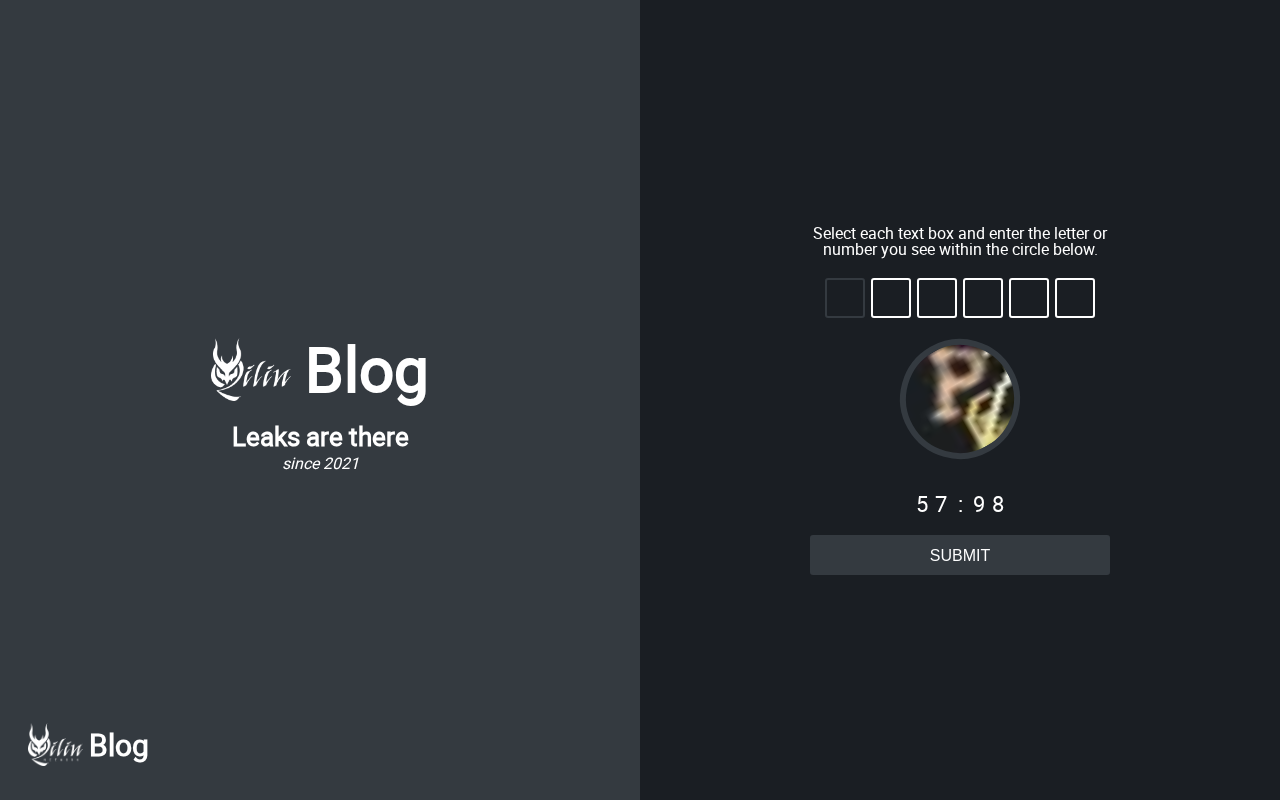 Qilin Blog
Leaks are there
since 2021
Qilin Blog
Select each text box and enter the letter or
number you see within the circle below.
P
57:98
SUBMIT